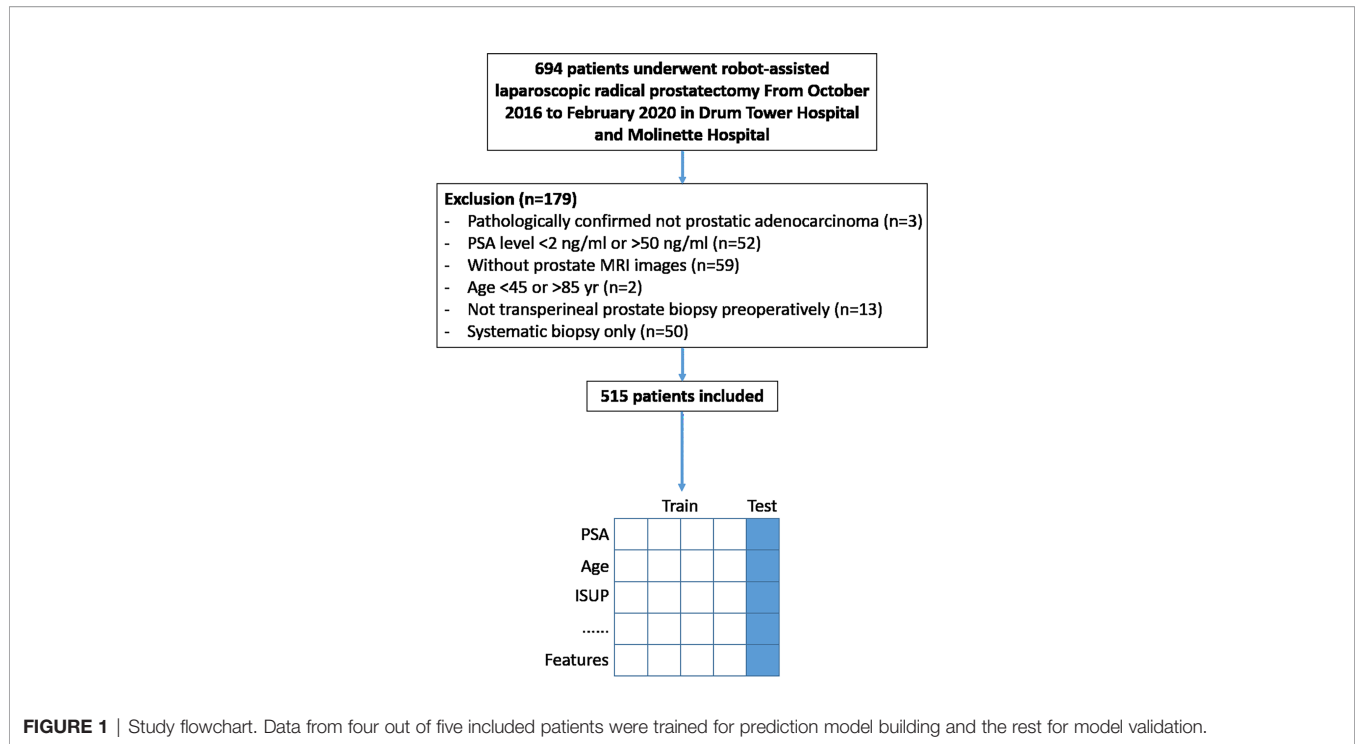 694 patients underwent robot-assisted
laparoscopic radical prostatectomy From October
2016 to February 2020 in Drum Tower Hospital
and Molinette Hospital
Exclusion (n=179)
- Pathologically confirmed not prostatic adenocarcinoma (n=3)
- PSA level <2 ng/ml or >50 ng/ml (n=52)
- Without prostate MRI images (n=59)
- Age <45 or >85 yr (n=2)
- Not transperineal prostate biopsy preoperatively (n=13)
- Systematic biopsy only (n=50)
515 patients included
Train Test
PSA
Age
ISUP
......
Features
FIGURE 1 | Study flowchart. Data from four out of five included patients were trained for prediction model building and the rest for model validation.